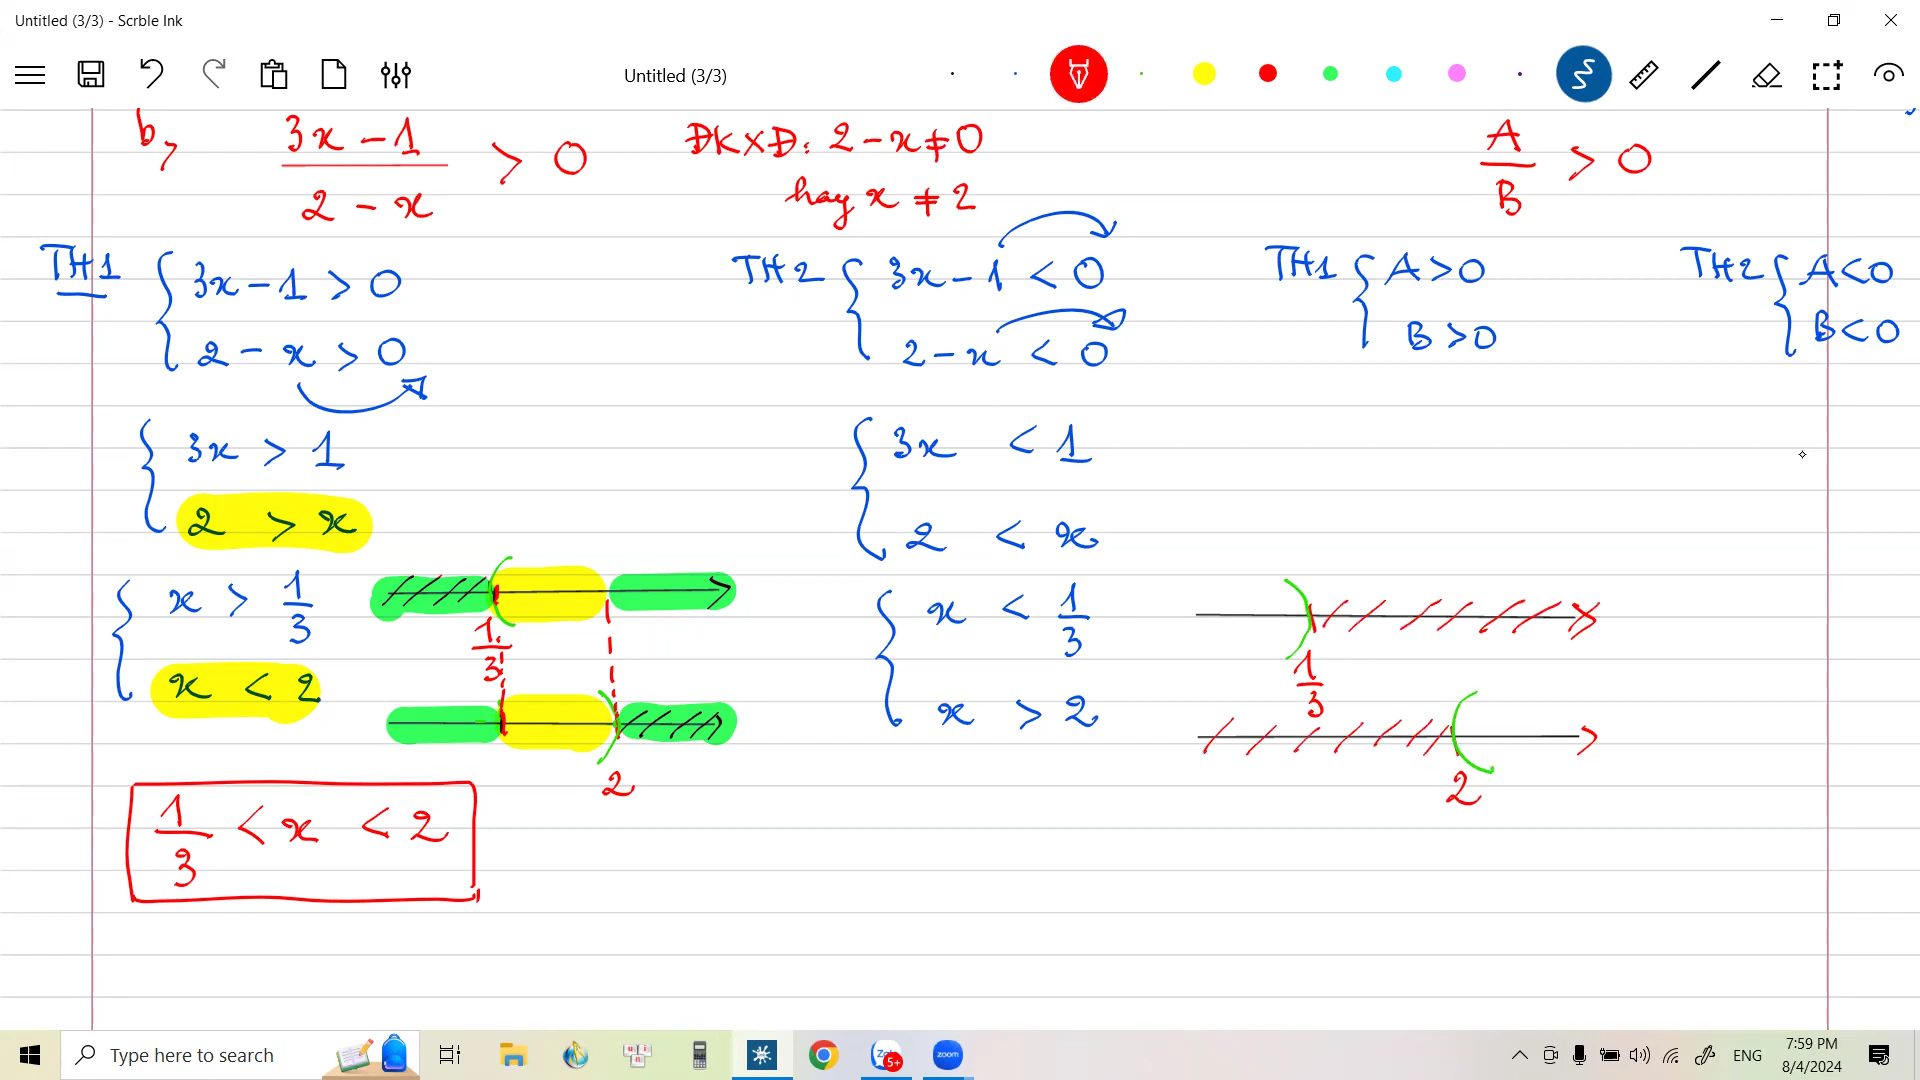 Untitled (3/3) - Scrble Ink
Untitled (3/3)
b, (3x - 1)/(2 - x) > 0
ĐKXĐ: 2 - x ≠ 0
hay x ≠ 2
A/B > 0
TH1 { 3x - 1 > 0
2 - x > 0
TH2 { 3x - 1 < 0
2 - x < 0
TH1 { A > 0
B > 0
TH2 { A < 0
B < 0
{ 3x > 1
2 > x
{ 3x < 1
2 < x
{ x > 1/3
x < 2
1/3
2
{ x < 1/3
x > 2
1/3
2
1/3 < x < 2
Type here to search
5+
zoom
ENG
7:59 PM
8/4/2024